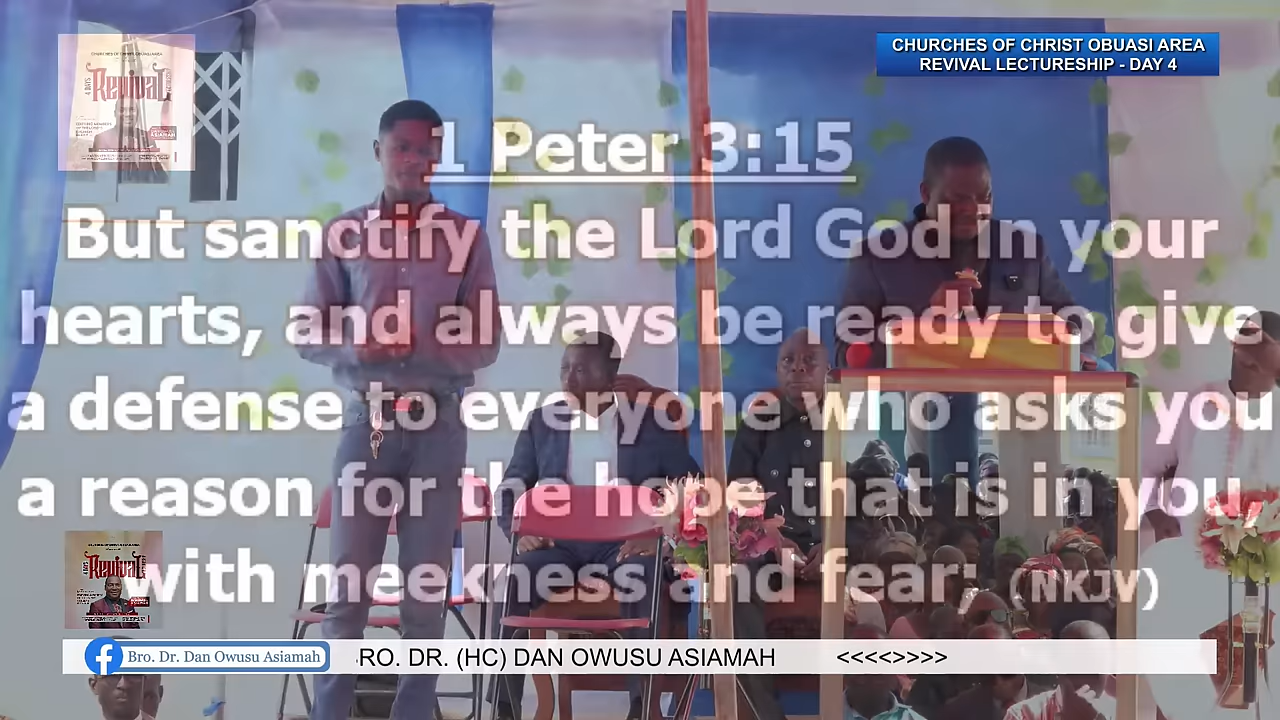 CHURCHES OF CHRIST OBUASI AREA
REVIVAL LECTURESHIP - DAY 4
Revival
1 Peter 3:15
But sanctify the Lord God in your
hearts, and always be ready to give
a defense to everyone who asks you
a reason for the hope that is in you
with meekness and fear; (NKJV)
Revival
Bro. Dr. Dan Owusu Asiamah
RO. DR. (HC) DAN OWUSU ASIAMAH <<<<>>>>